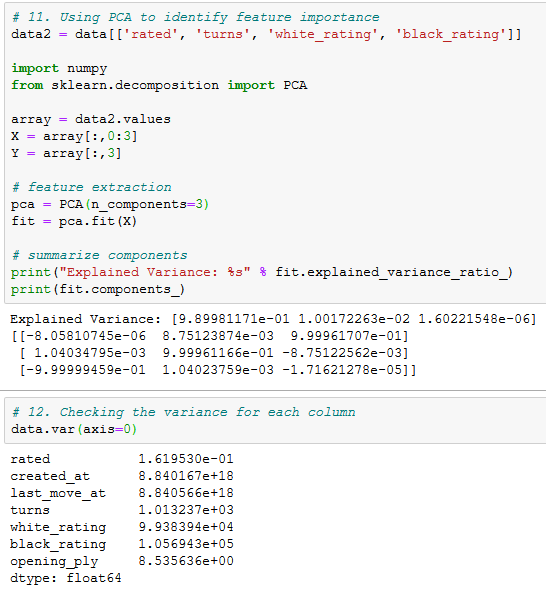 # 11. Using PCA to identify feature importance
data2 = data[['rated', 'turns', 'white_rating', 'black_rating']]
import numpy
from sklearn.decomposition import PCA
array = data2.values
X = array[:,0:3]
Y = array[:,3]
# feature extraction
pca = PCA(n_components=3)
fit = pca.fit(X)
# summarize components
print("Explained Variance: %s" % fit.explained_variance_ratio_)
print(fit.components_)
Explained Variance: [9.89981171e-01 1.00172263e-02 1.60221548e-06]
[[-8.05810745e-06  8.75123874e-03  9.99961707e-01]
 [ 1.04034795e-03  9.99961166e-01 -8.75122562e-03]
 [-9.99999459e-01  1.04023759e-03 -1.71621278e-05]]
# 12. Checking the variance for each column
data.var(axis=0)
rated           1.619530e-01
created_at      8.840167e+18
last_move_at    8.840566e+18
turns           1.013237e+03
white_rating    9.938394e+04
black_rating    1.056943e+05
opening_ply     8.535636e+00
dtype: float64